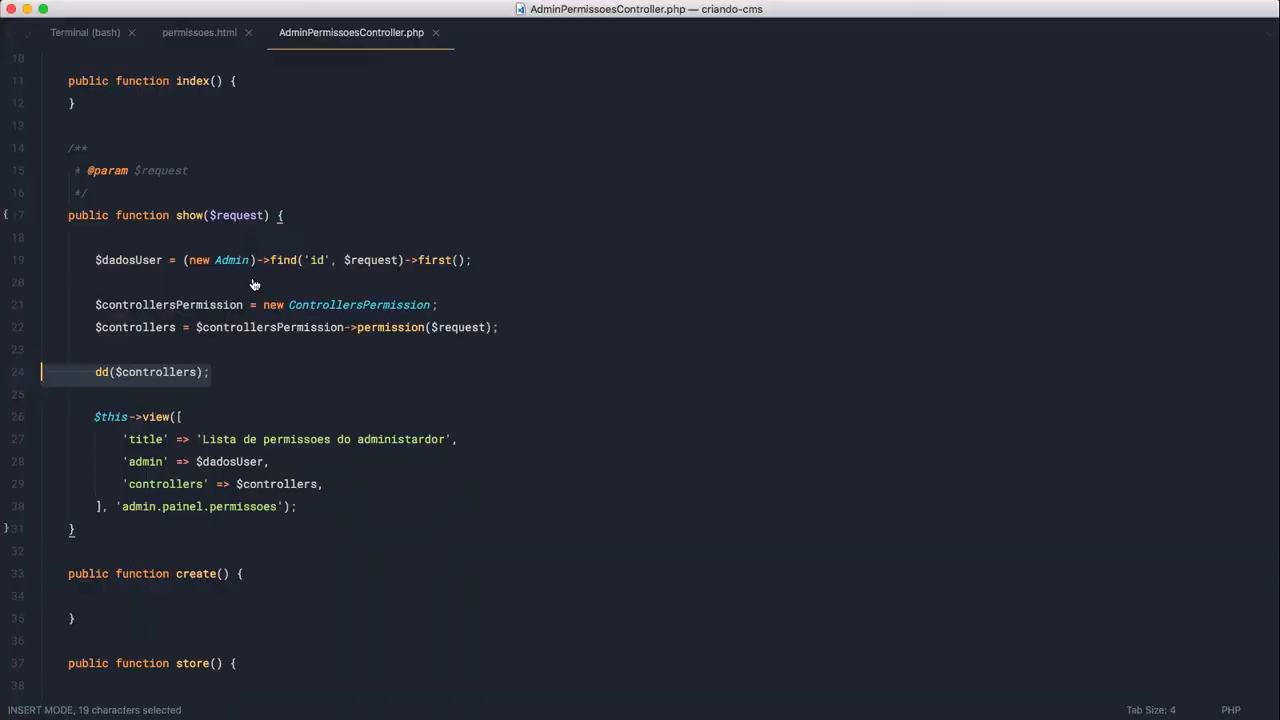 AdminPermissoesController.php — criando-cms
Terminal (bash) × permissoes.html × AdminPermissoesController.php ×
10
11 public function index() {
12 }
13
14 /**
15 * @param $request
16 */
17 public function show($request) {
18
19 $dadosUser = (new Admin)->find('id', $request)->first();
20
21 $controllersPermission = new ControllersPermission;
22 $controllers = $controllersPermission->permission($request);
23
24 dd($controllers);
25
26 $this->view([
27 'title' => 'Lista de permissoes do administardor',
28 'admin' => $dadosUser,
29 'controllers' => $controllers,
30 ], 'admin.painel.permissoes');
31 }
32
33 public function create() {
34
35 }
36
37 public function store() {
38
INSERT MODE, 19 characters selected Tab Size: 4 PHP